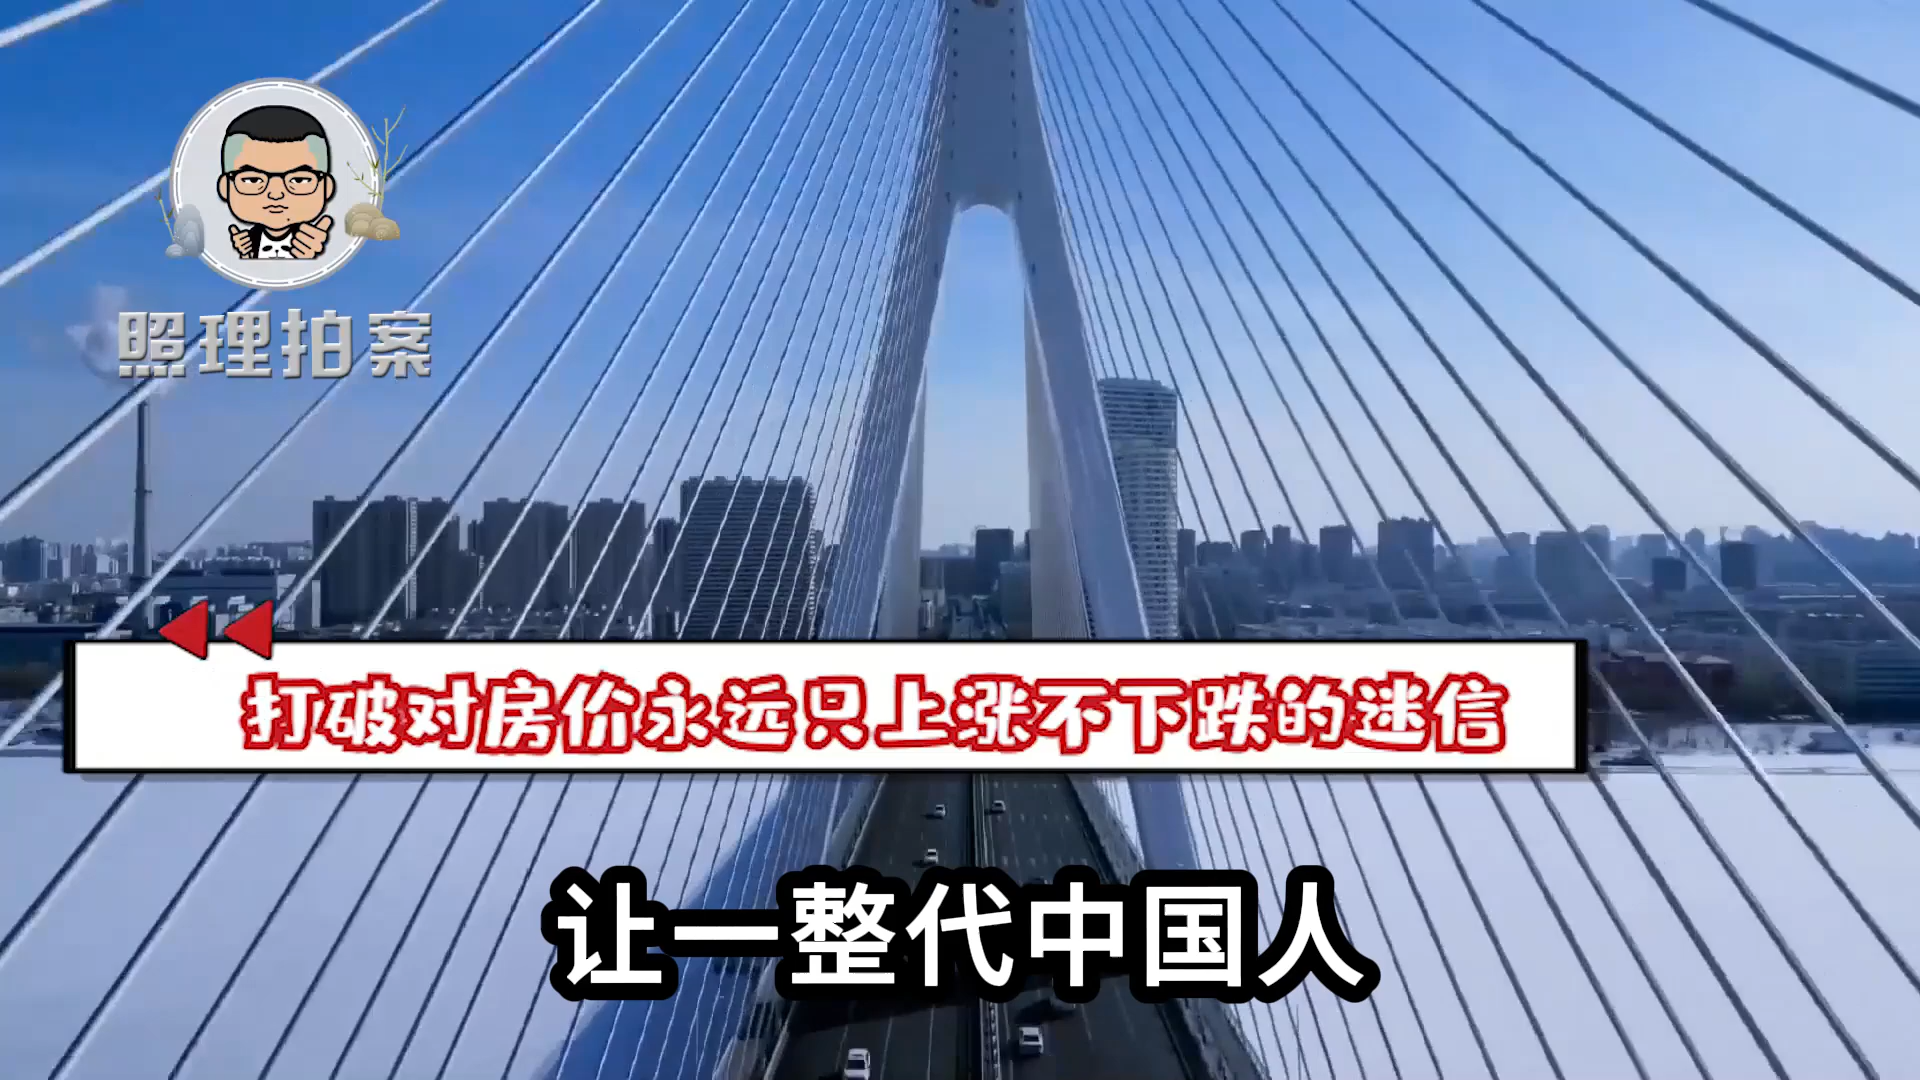 照理拍案
打破对房价永远只上涨不下跌的迷信
让一整代中国人